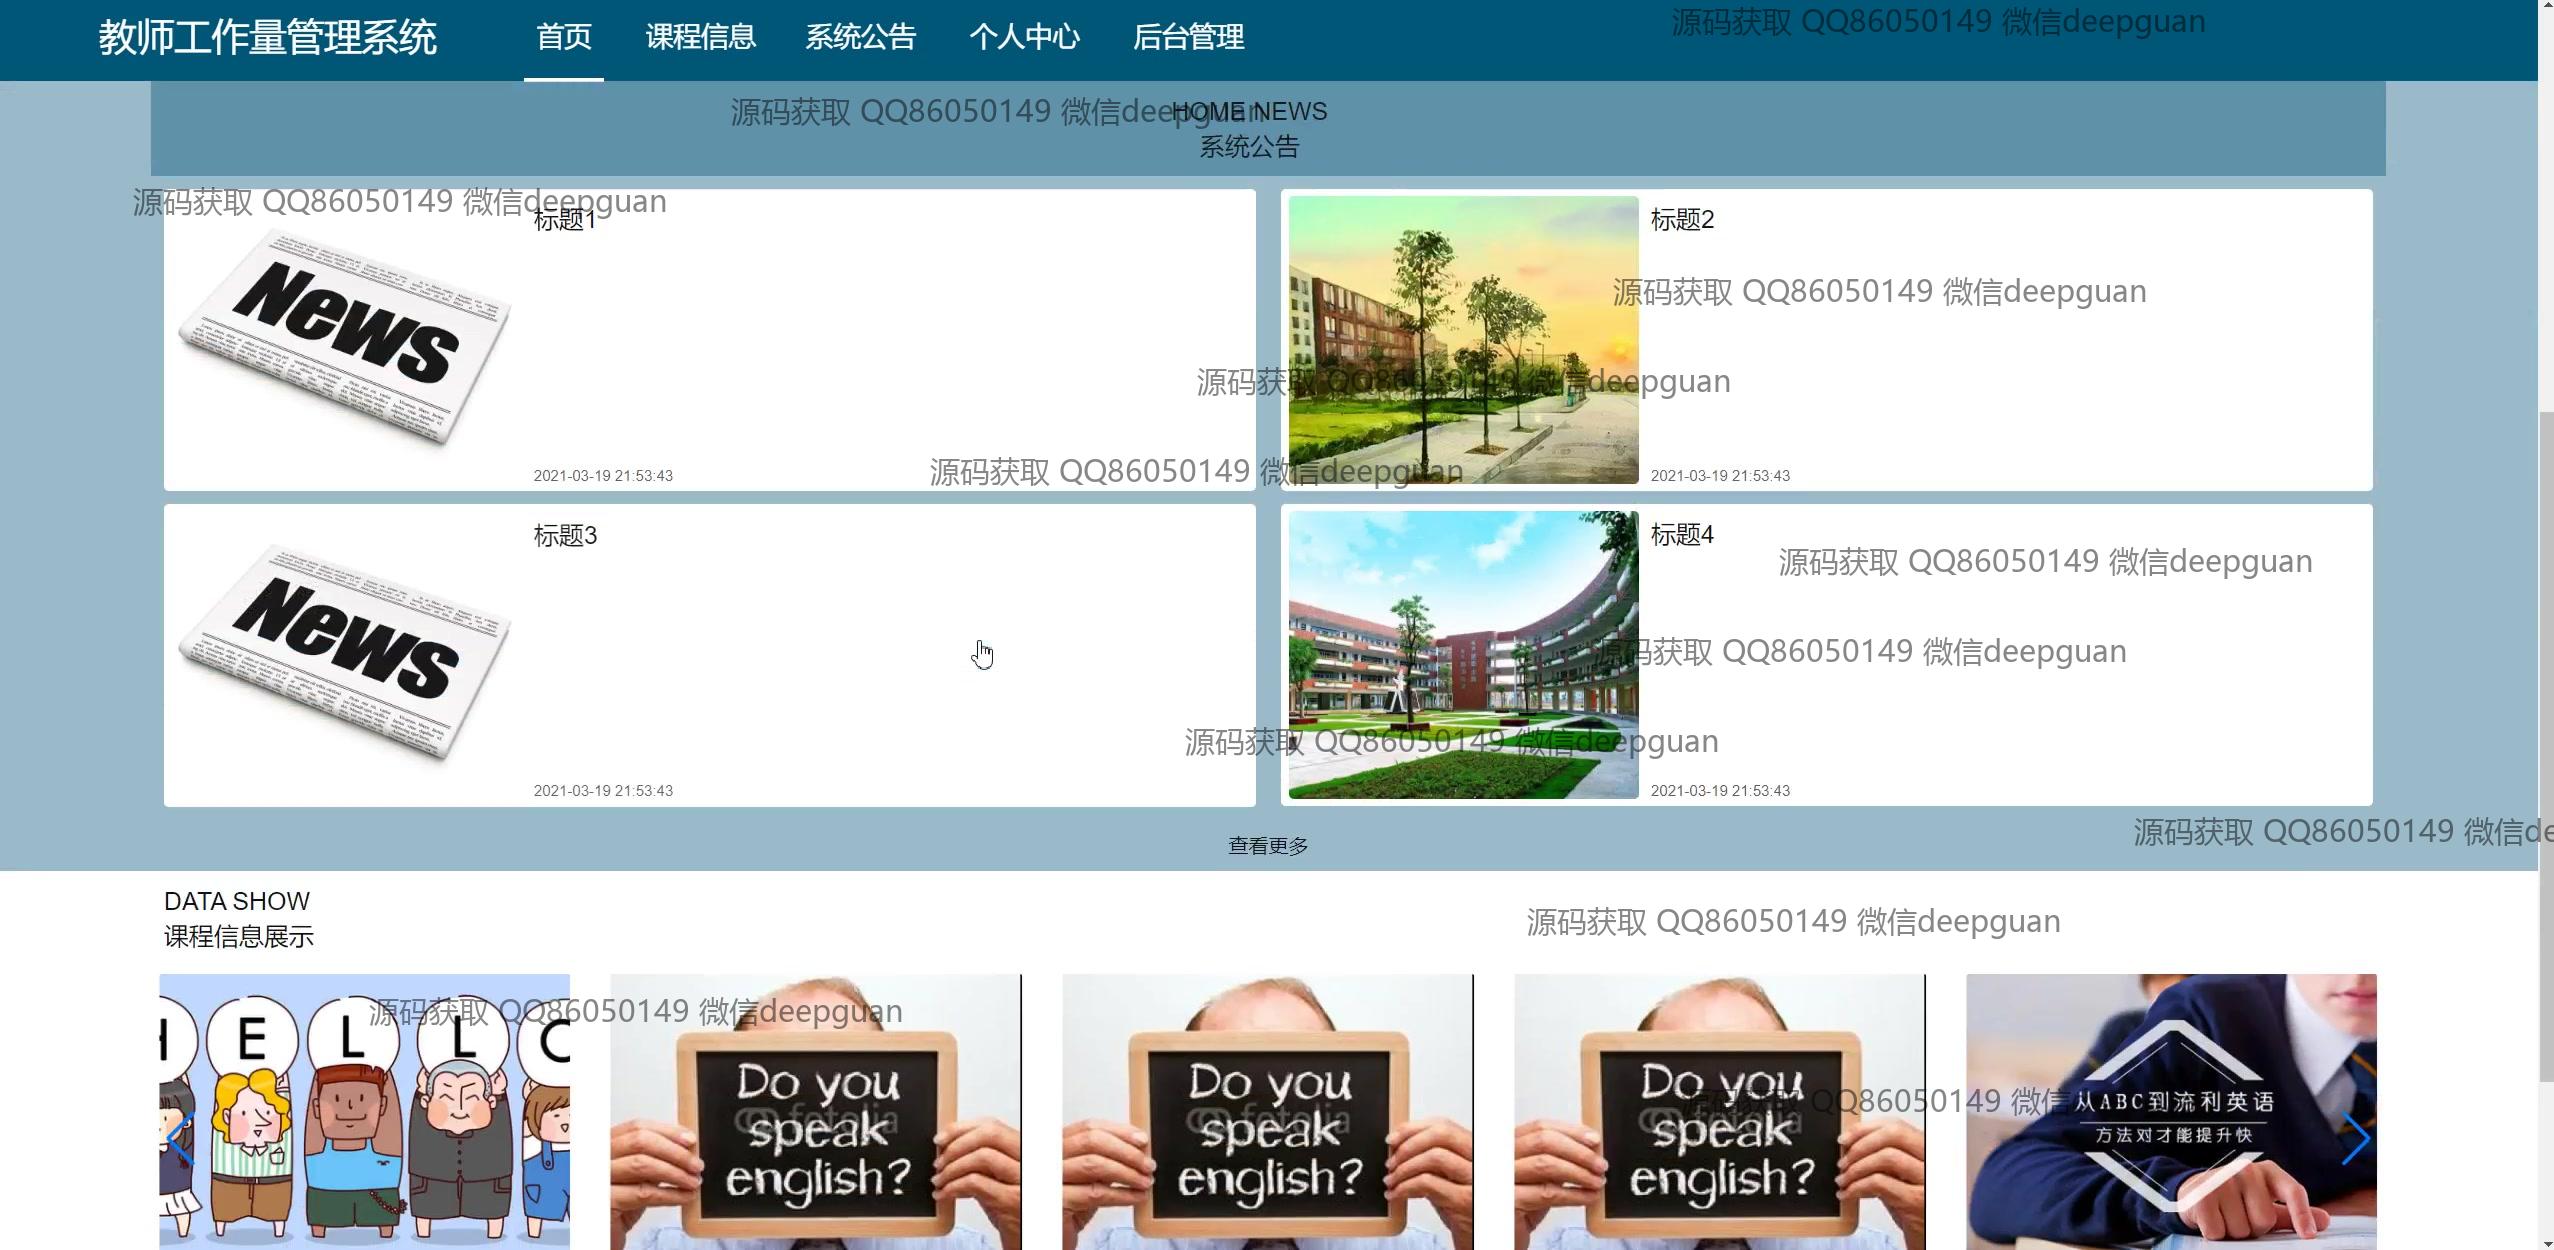 教师工作量管理系统 首页 课程信息 系统公告 个人中心 后台管理
源码获取 QQ86050149 微信deepguan
源码获取 QQ86050149 微信deepguan
HOME NEWS
系统公告
源码获取 QQ86050149 微信deepguan
标题1
News
2021-03-19 21:53:43
标题2
源码获取 QQ86050149 微信deepguan
源码获取 QQ86050149 微信deepguan
源码获取 QQ86050149 微信deepguan
2021-03-19 21:53:43
标题3
News
2021-03-19 21:53:43
标题4
源码获取 QQ86050149 微信deepguan
源码获取 QQ86050149 微信deepguan
源码获取 QQ86050149 微信deepguan
2021-03-19 21:53:43
源码获取 QQ86050149 微信de
查看更多
DATA SHOW
课程信息展示
源码获取 QQ86050149 微信deepguan
源码获取 QQ86050149 微信deepguan
H E L L O
Do you
speak
english?
fotolia
Do you
speak
english?
fotolia
Do you
speak
english?
源码获取 QQ86050149 微信
从ABC到流利英语
方法对才能提升快